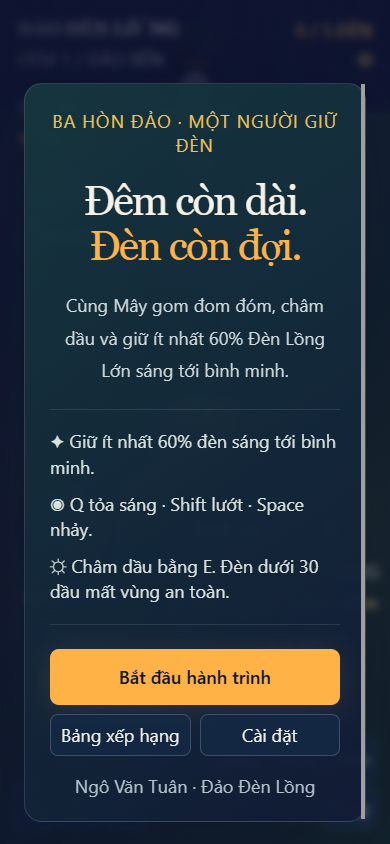 BA HÒN ĐẢO · MỘT NGƯỜI GIỮ
ĐÈN
Đêm còn dài.
Đèn còn đợi.
Cùng Mây gom đom đóm, châm
dầu và giữ ít nhất 60% Đèn Lồng
Lớn sáng tới bình minh.
✦ Giữ ít nhất 60% đèn sáng tới bình
minh.
◉ Q tỏa sáng · Shift lướt · Space
nhảy.
☼ Châm dầu bằng E. Đèn dưới 30
dầu mất vùng an toàn.
Bắt đầu hành trình
Bảng xếp hạng
Cài đặt
Ngô Văn Tuân · Đảo Đèn Lồng